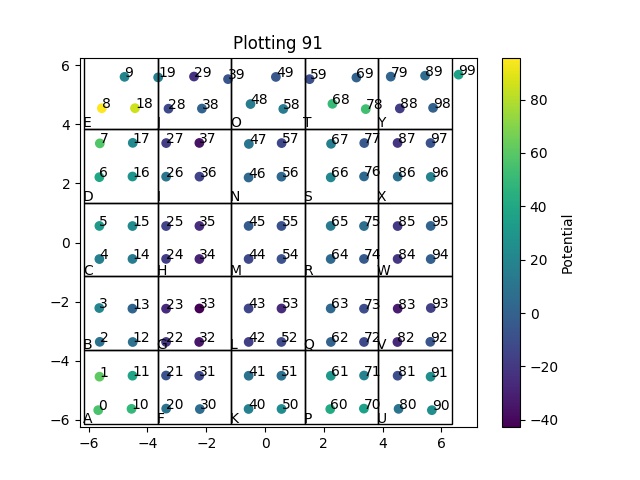 Plotting 91
6
9 19 29 39 49 59 69 79 89 99
8 18 28 38 48 58 68 78 88 98
4
E J O T Y
7 17 27 37 47 57 67 77 87 97
6 16 26 36 46 56 66 76 86 96
2
D I N S X
5 15 25 35 45 55 65 75 85 95
0
4 14 24 34 44 54 64 74 84 94
C H M R W
−2
3 13 23 33 43 53 63 73 83 93
2 12 22 32 42 52 62 72 82 92
B G L Q V
−4
1 11 21 31 41 51 61 71 81 91
0 10 20 30 40 50 60 70 80 90
−6
A F K P U
−6 −4 −2 0 2 4 6
80
60
40
20
0
−20
−40
Potential